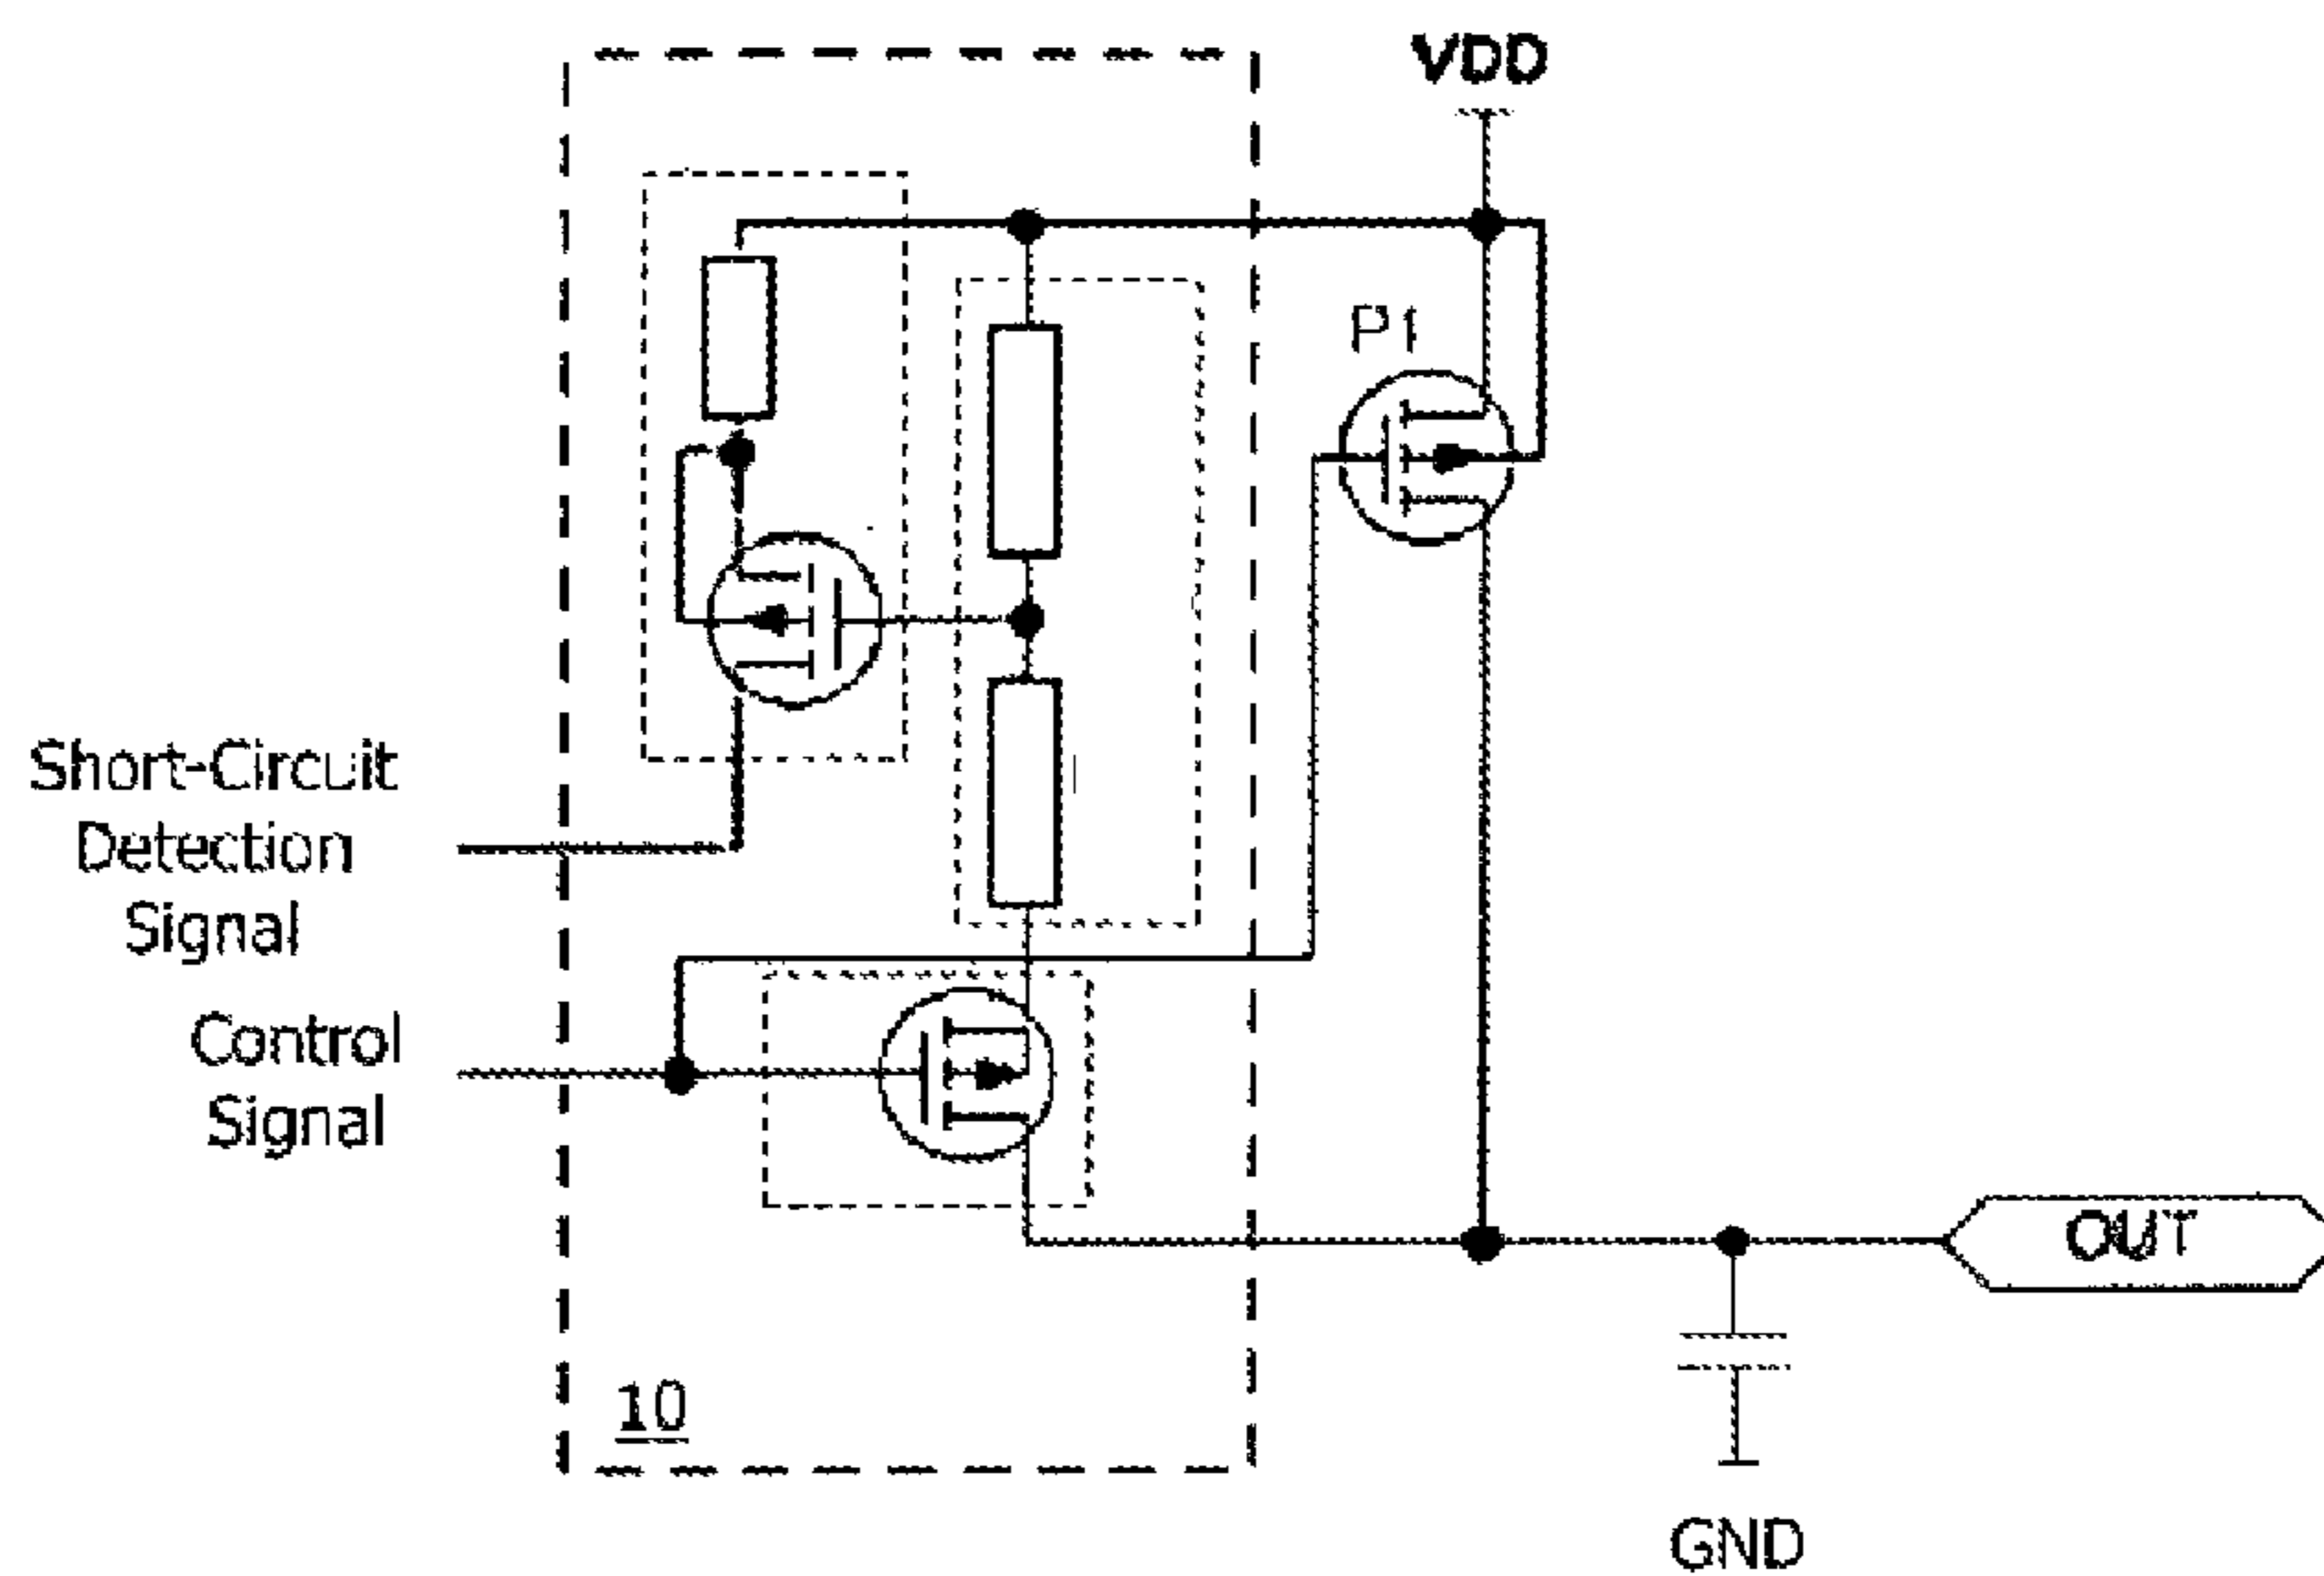 VDD
P1
Short-Circuit
Detection
Signal
Control
Signal
OUT
10
GND